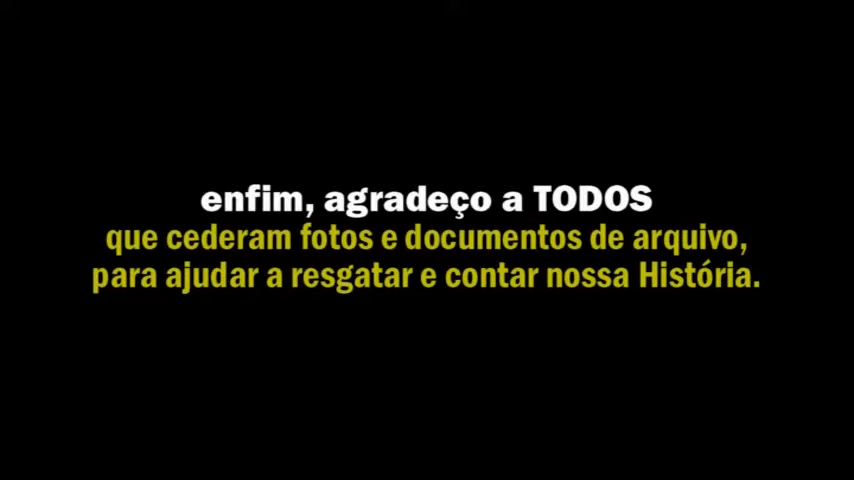 enfim, agradeço a TODOS
que cederam fotos e documentos de arquivo,
para ajudar a resgatar e contar nossa História.